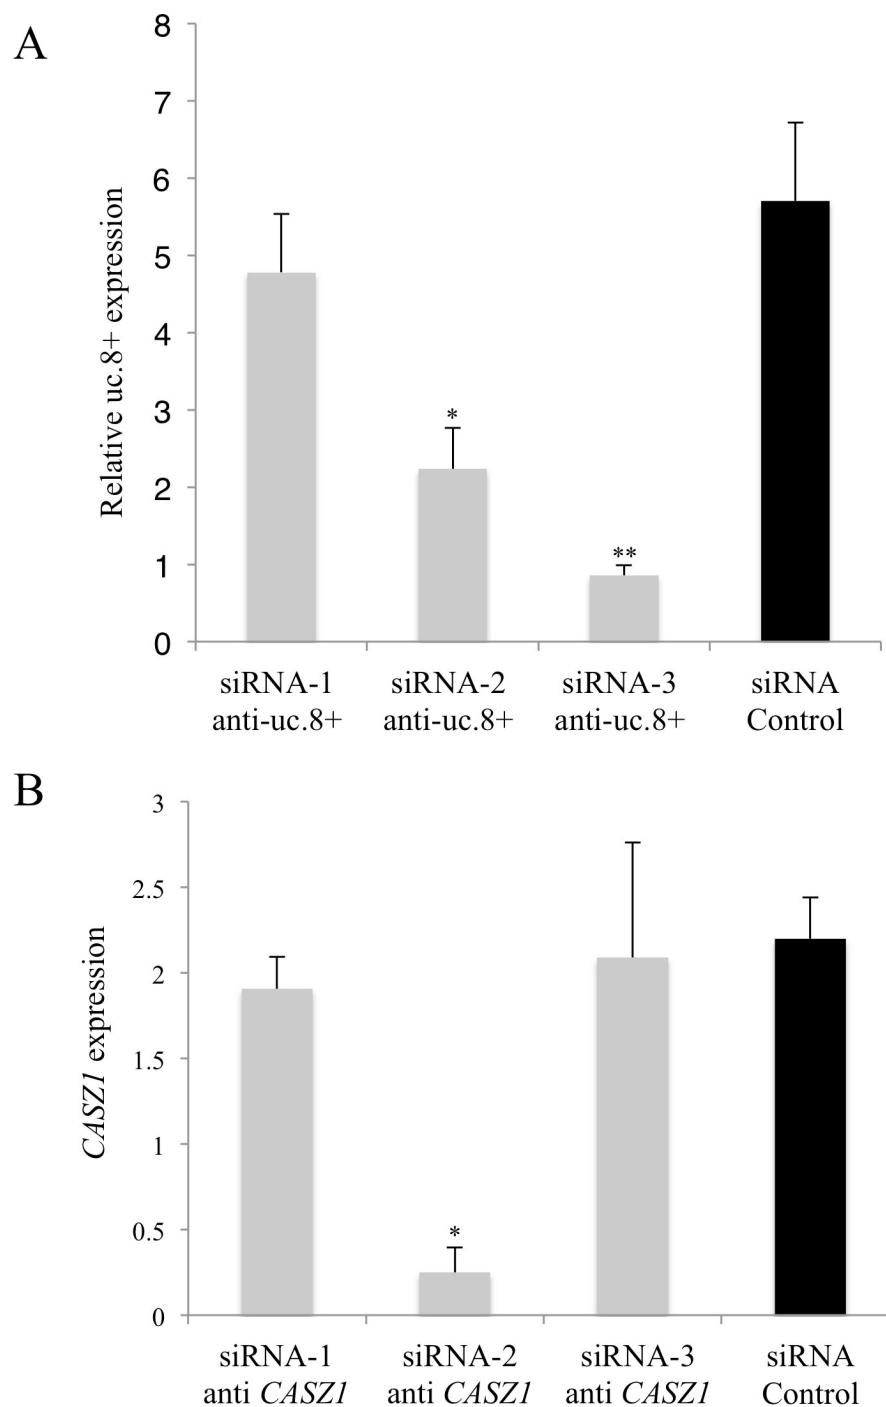 A
8
7
6
5
4
3
2
1
0
Relative uc.8+ expression
*
**
siRNA-1 siRNA-2 siRNA-3 siRNA
anti-uc.8+ anti-uc.8+ anti-uc.8+ Control
B
3
2.5
2
1.5
1
0.5
0
CASZ1 expression
*
siRNA-1 siRNA-2 siRNA-3 siRNA
anti CASZ1 anti CASZ1 anti CASZ1 Control